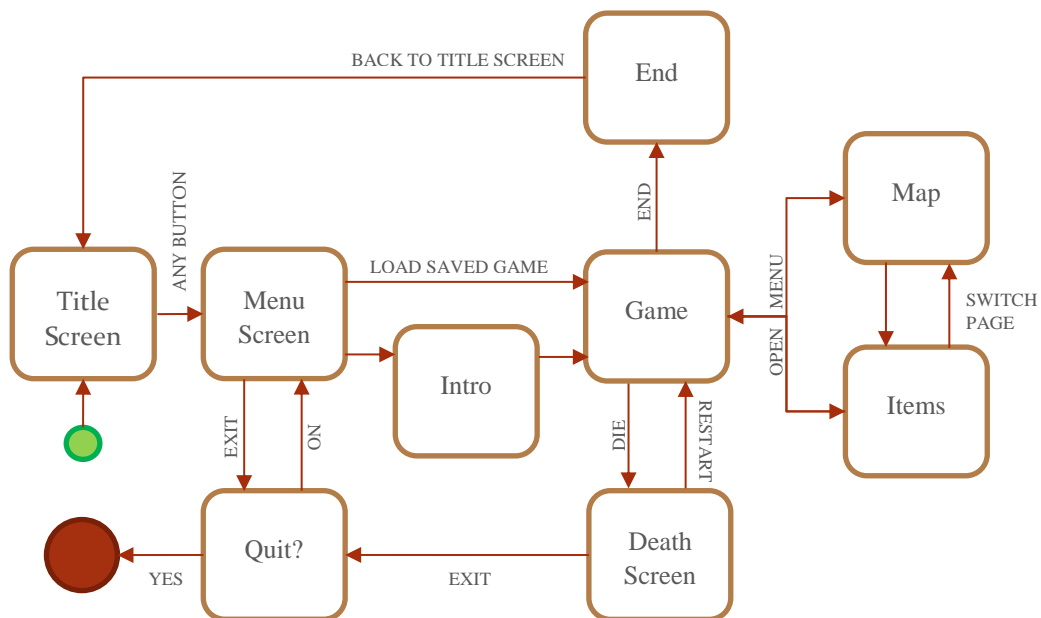 BACK TO TITLE SCREEN
End
ANY BUTTON
END
Map
LOAD SAVED GAME
Title
Screen
Menu
Screen
Game
OPEN MENU
SWITCH
PAGE
Intro
Items
EXIT
NO
DIE
RESTART
Quit?
Death
Screen
YES
EXIT